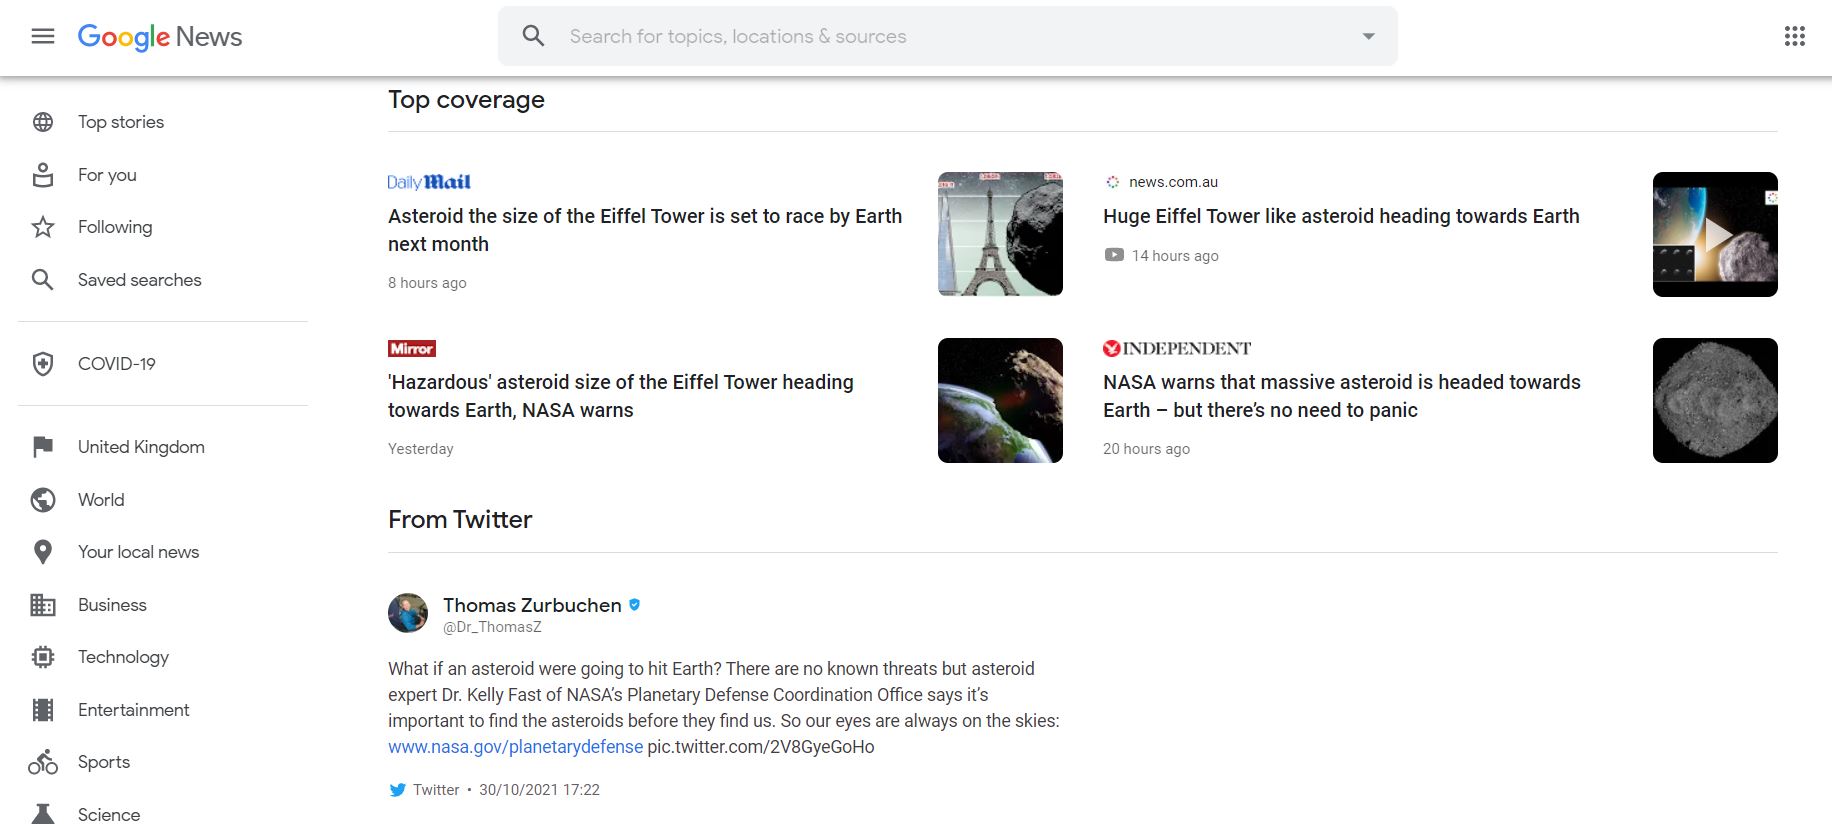 Google News
Search for topics, locations & sources
Top stories
For you
Following
Saved searches
COVID-19
United Kingdom
World
Your local news
Business
Technology
Entertainment
Sports
Science
Top coverage
Daily Mail
Asteroid the size of the Eiffel Tower is set to race by Earth
next month
8 hours ago
news.com.au
Huge Eiffel Tower like asteroid heading towards Earth
14 hours ago
Mirror
'Hazardous' asteroid size of the Eiffel Tower heading
towards Earth, NASA warns
Yesterday
INDEPENDENT
NASA warns that massive asteroid is headed towards
Earth – but there’s no need to panic
20 hours ago
From Twitter
Thomas Zurbuchen
@Dr_ThomasZ
What if an asteroid were going to hit Earth? There are no known threats but asteroid
expert Dr. Kelly Fast of NASA’s Planetary Defense Coordination Office says it’s
important to find the asteroids before they find us. So our eyes are always on the skies:
www.nasa.gov/planetarydefense pic.twitter.com/2V8GyeGoHo
Twitter • 30/10/2021 17:22